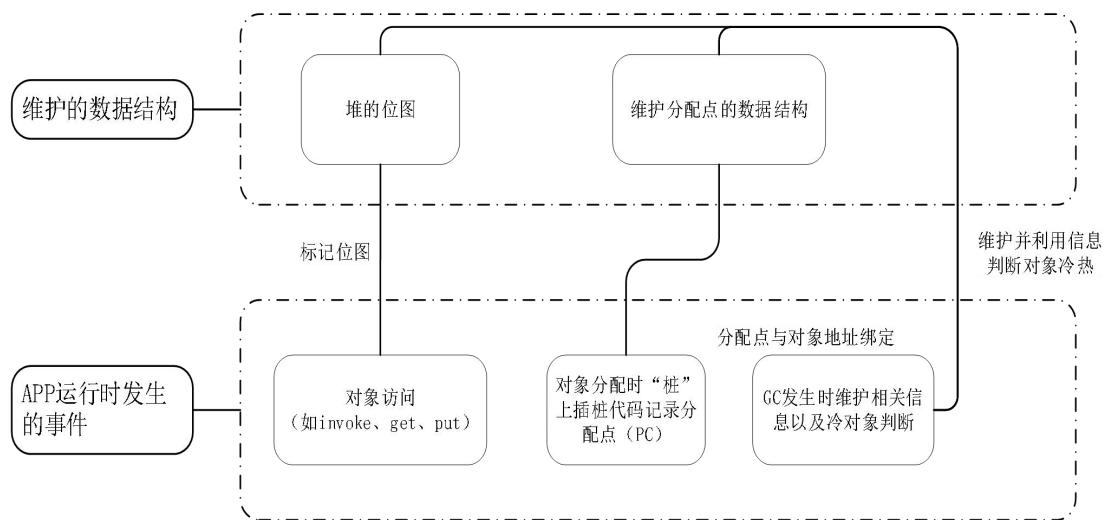 堆的位图
维护分配点的数据结构
维护的数据结构
标记位图
维护并利用信息
判断对象冷热
分配点与对象地址绑定
APP运行时发生
的事件
对象访问
（如invoke、get、put）
对象分配时“桩”
上插桩代码记录分
配点（PC）
GC发生时维护相关信
息以及冷对象判断